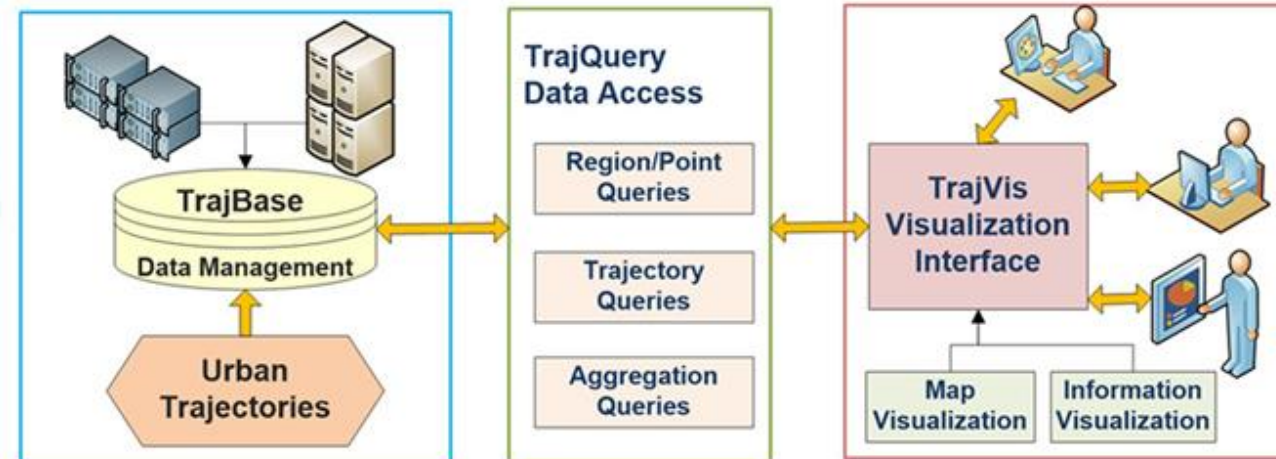 TrajBase
Data Management
Urban
Trajectories
TrajQuery
Data Access
Region/Point
Queries
Trajectory
Queries
Aggregation
Queries
TrajVis
Visualization
Interface
Map
Visualization
Information
Visualization